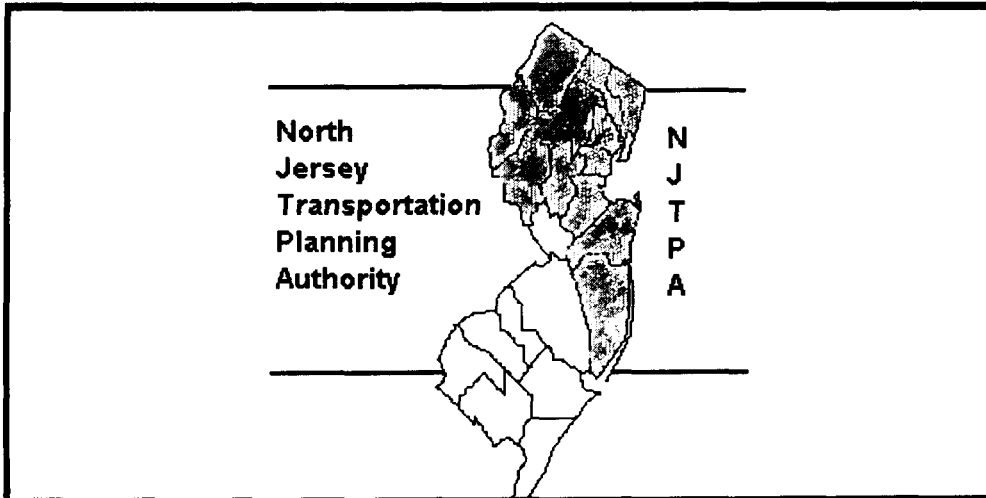 North
Jersey
Transportation
Planning
Authority
N
J
T
P
A